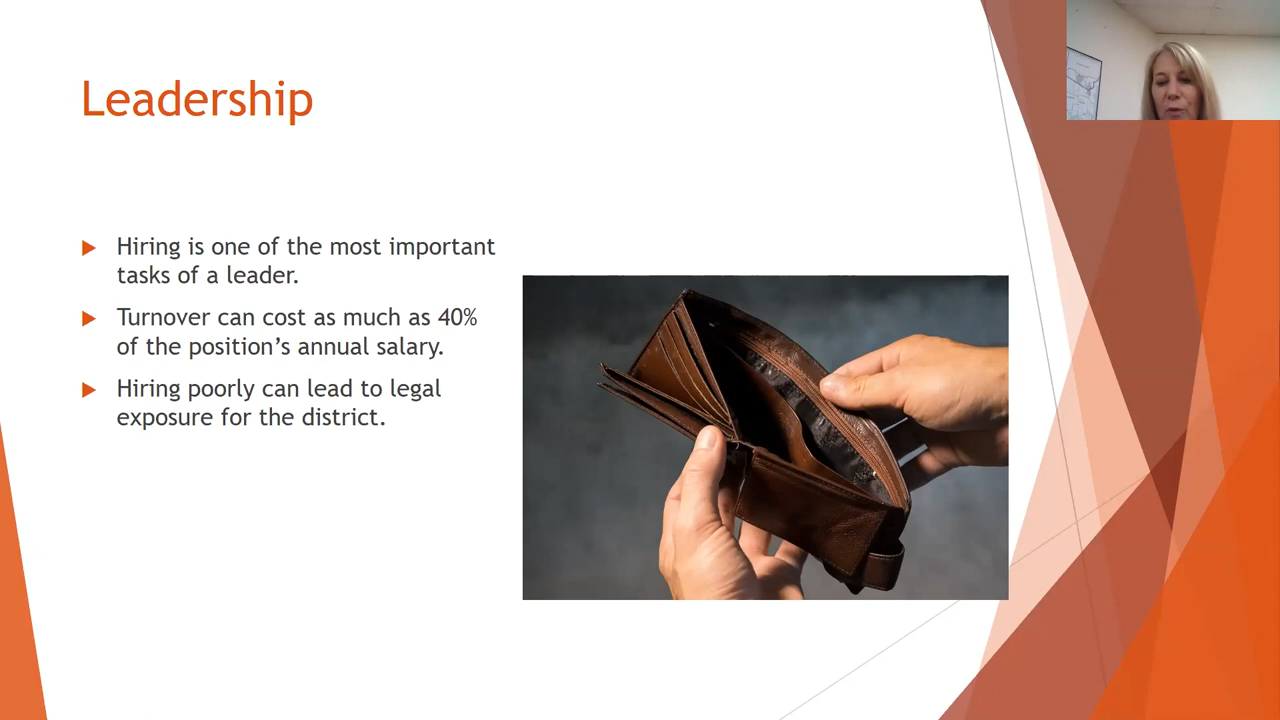 Leadership
Hiring is one of the most important
tasks of a leader.
Turnover can cost as much as 40%
of the position’s annual salary.
Hiring poorly can lead to legal
exposure for the district.